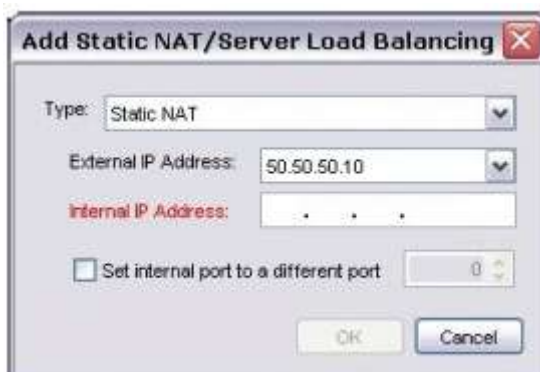 Add Static NAT/Server Load Balancing
Type: Static NAT
External IP Address: 50.50.50.10
Internal IP Address: . . .
Set internal port to a different port 0
OK Cancel